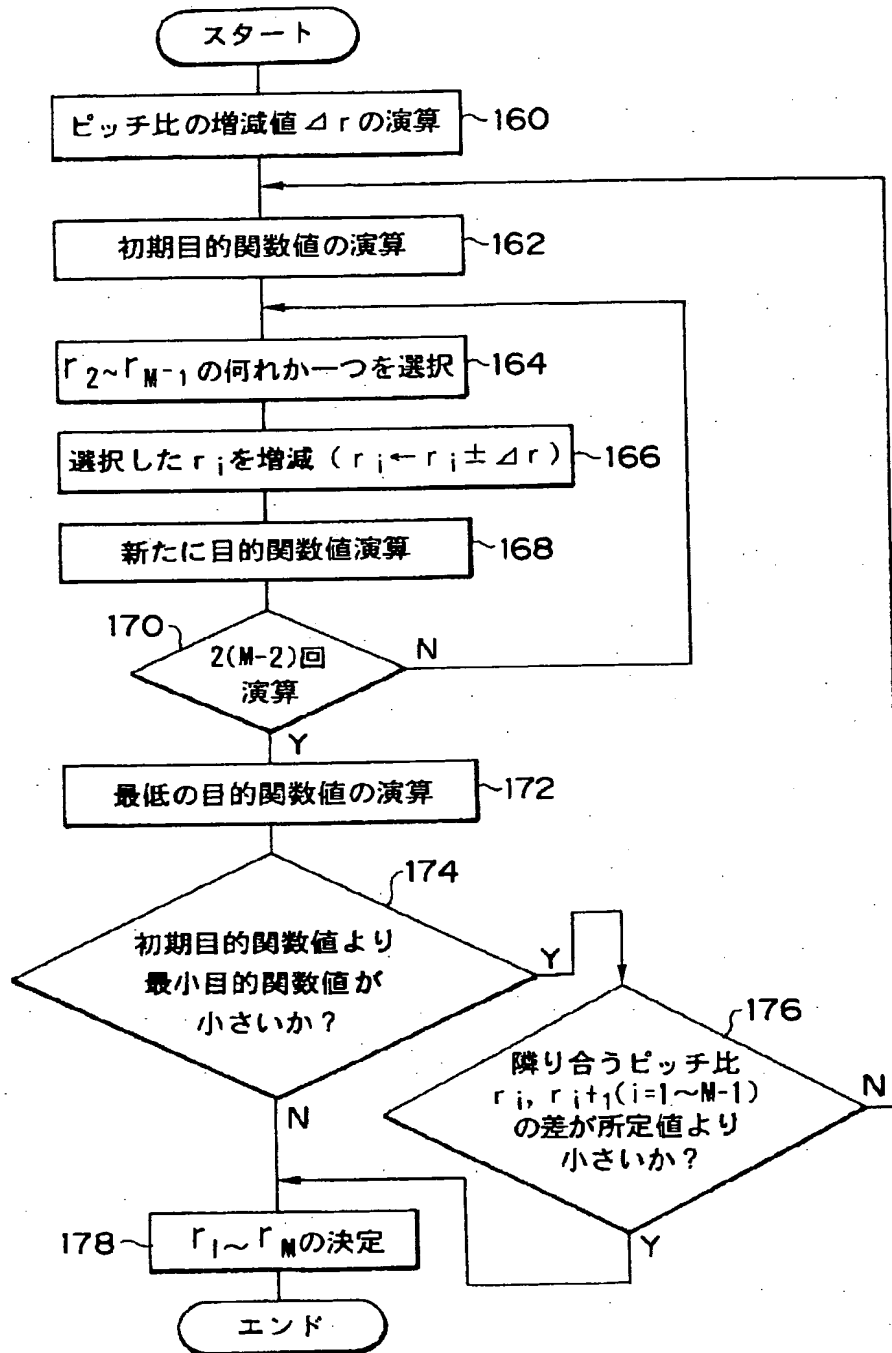 スタート
ピッチ比の増減値⊿rの演算
160
初期目的関数値の演算
162
r2~rM-1の何れか一つを選択
164
選択したriを増減(ri←ri±⊿r)
166
新たに目的関数値演算
168
170
2(M-2)回
演算
N
Y
最低の目的関数値の演算
172
174
初期目的関数値より
最小目的関数値が
小さいか?
Y
N
176
隣り合うピッチ比
ri, ri+1(i=1~M-1)
の差が所定値より
小さいか?
N
Y
178
r1~rMの決定
エンド